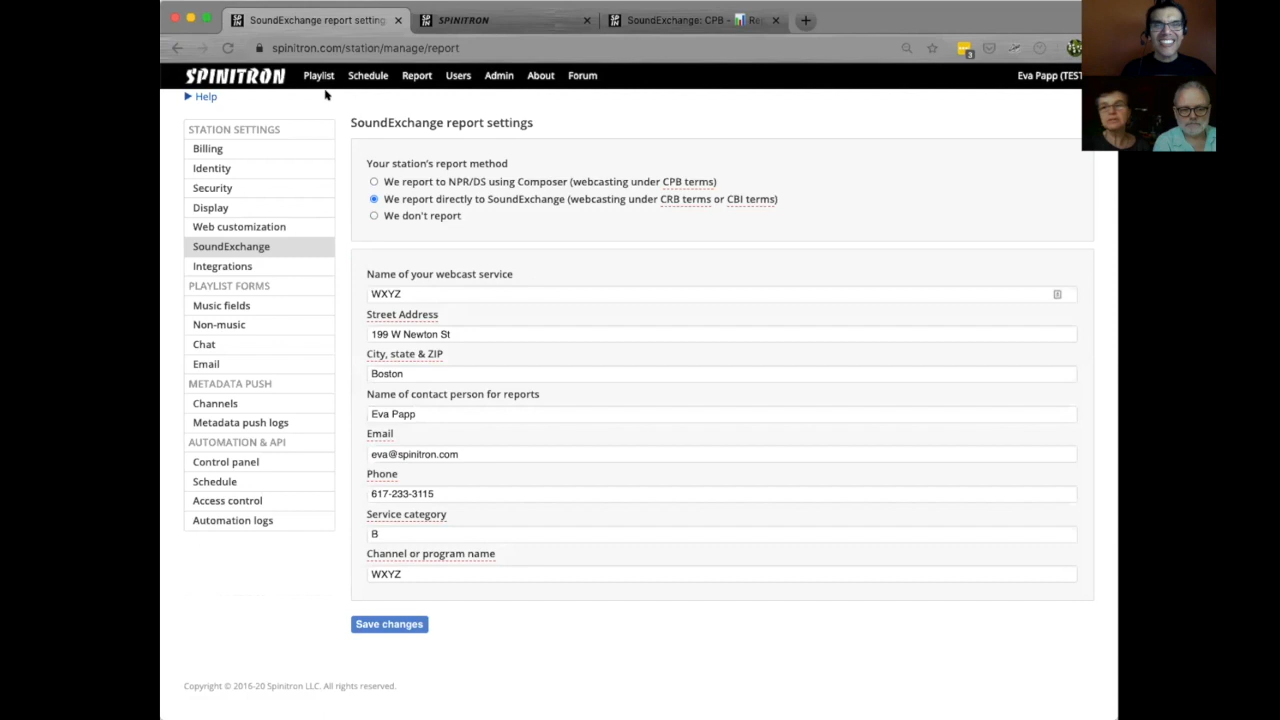 SoundExchange report setting
SPINITRON
SoundExchange: CPB - 📊 Re
spinitron.com/station/manage/report
3
SPINITRON
Playlist
Schedule
Report
Users
Admin
About
Forum
Eva Papp (TEST
Help
STATION SETTINGS
Billing
Identity
Security
Display
Web customization
SoundExchange
Integrations
PLAYLIST FORMS
Music fields
Non-music
Chat
Email
METADATA PUSH
Channels
Metadata push logs
AUTOMATION & API
Control panel
Schedule
Access control
Automation logs
SoundExchange report settings
Your station's report method
We report to NPR/DS using Composer (webcasting under CPB terms)
We report directly to SoundExchange (webcasting under CRB terms or CBI terms)
We don't report
Name of your webcast service
WXYZ
Street Address
199 W Newton St
City, state & ZIP
Boston
Name of contact person for reports
Eva Papp
Email
eva@spinitron.com
Phone
617-233-3115
Service category
B
Channel or program name
WXYZ
Save changes
Copyright © 2016-20 Spinitron LLC. All rights reserved.